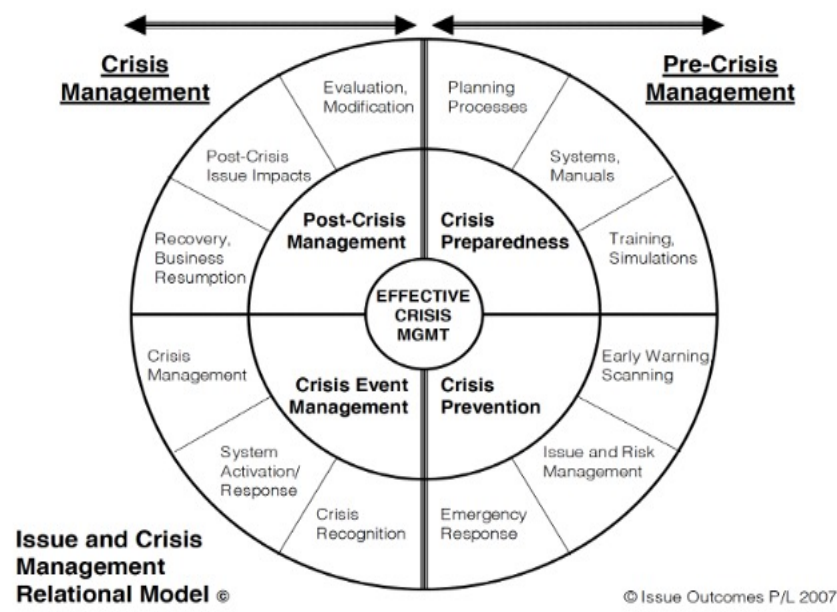 Crisis
Management
Pre-Crisis
Management
Evaluation,
Modification
Planning
Processes
Post-Crisis
Issue Impacts
Systems,
Manuals
Post-Crisis
Management
Crisis
Preparedness
Recovery,
Business
Resumption
Training,
Simulations
EFFECTIVE
CRISIS
MGMT
Crisis
Management
Early Warning
Scanning
Crisis Event
Management
Crisis
Prevention
System
Activation/
Response
Issue and Risk
Management
Crisis
Recognition
Emergency
Response
Issue and Crisis
Management
Relational Model ©
© Issue Outcomes P/L 2007